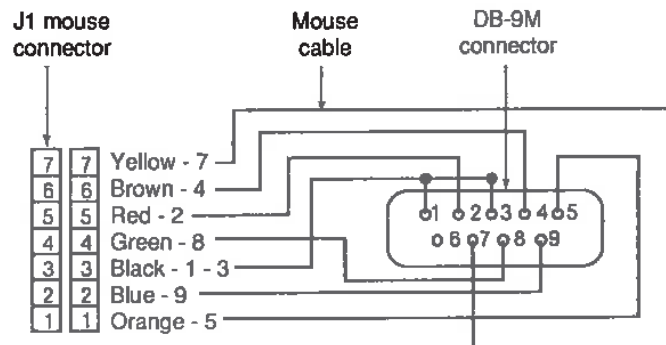 J1 mouse connector
Mouse cable
DB-9M connector
7 7 Yellow - 7
6 6 Brown - 4
5 5 Red - 2
4 4 Green - 8
3 3 Black - 1 - 3
2 2 Blue - 9
1 1 Orange - 5
1 2 3 4 5
6 7 8 9